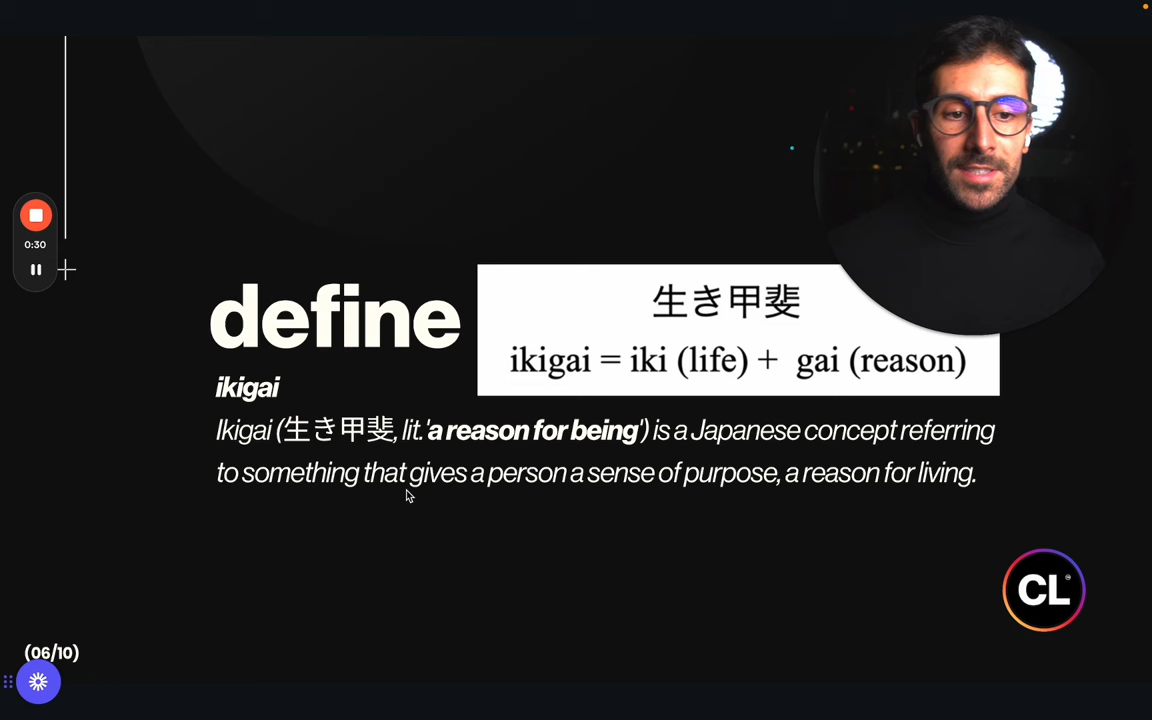 0:30
define
生き甲斐
ikigai = iki (life) + gai (reason)
ikigai
Ikigai (生き甲斐, lit.'a reason for being') is a Japanese concept referring
to something that gives a person a sense of purpose, a reason for living.
CL
(06/10)